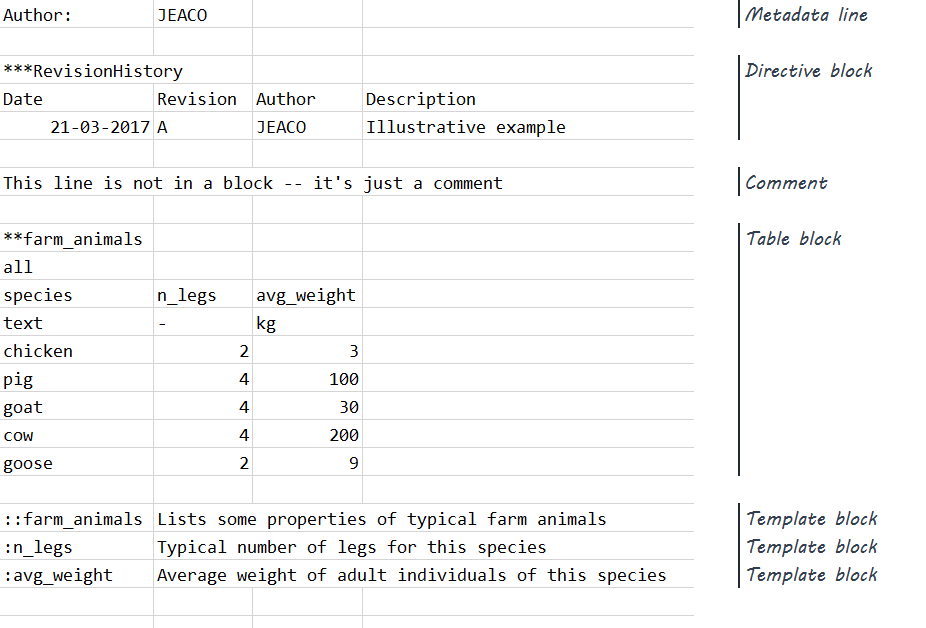 Author: JEACO Metadata line
***RevisionHistory Directive block
Date Revision Author Description
21-03-2017 A JEACO Illustrative example
This line is not in a block -- it's just a comment Comment
**farm_animals Table block
all
species n_legs avg_weight
text - kg
chicken 2 3
pig 4 100
goat 4 30
cow 4 200
goose 2 9
::farm_animals Lists some properties of typical farm animals Template block
:n_legs Typical number of legs for this species Template block
:avg_weight Average weight of adult individuals of this species Template block